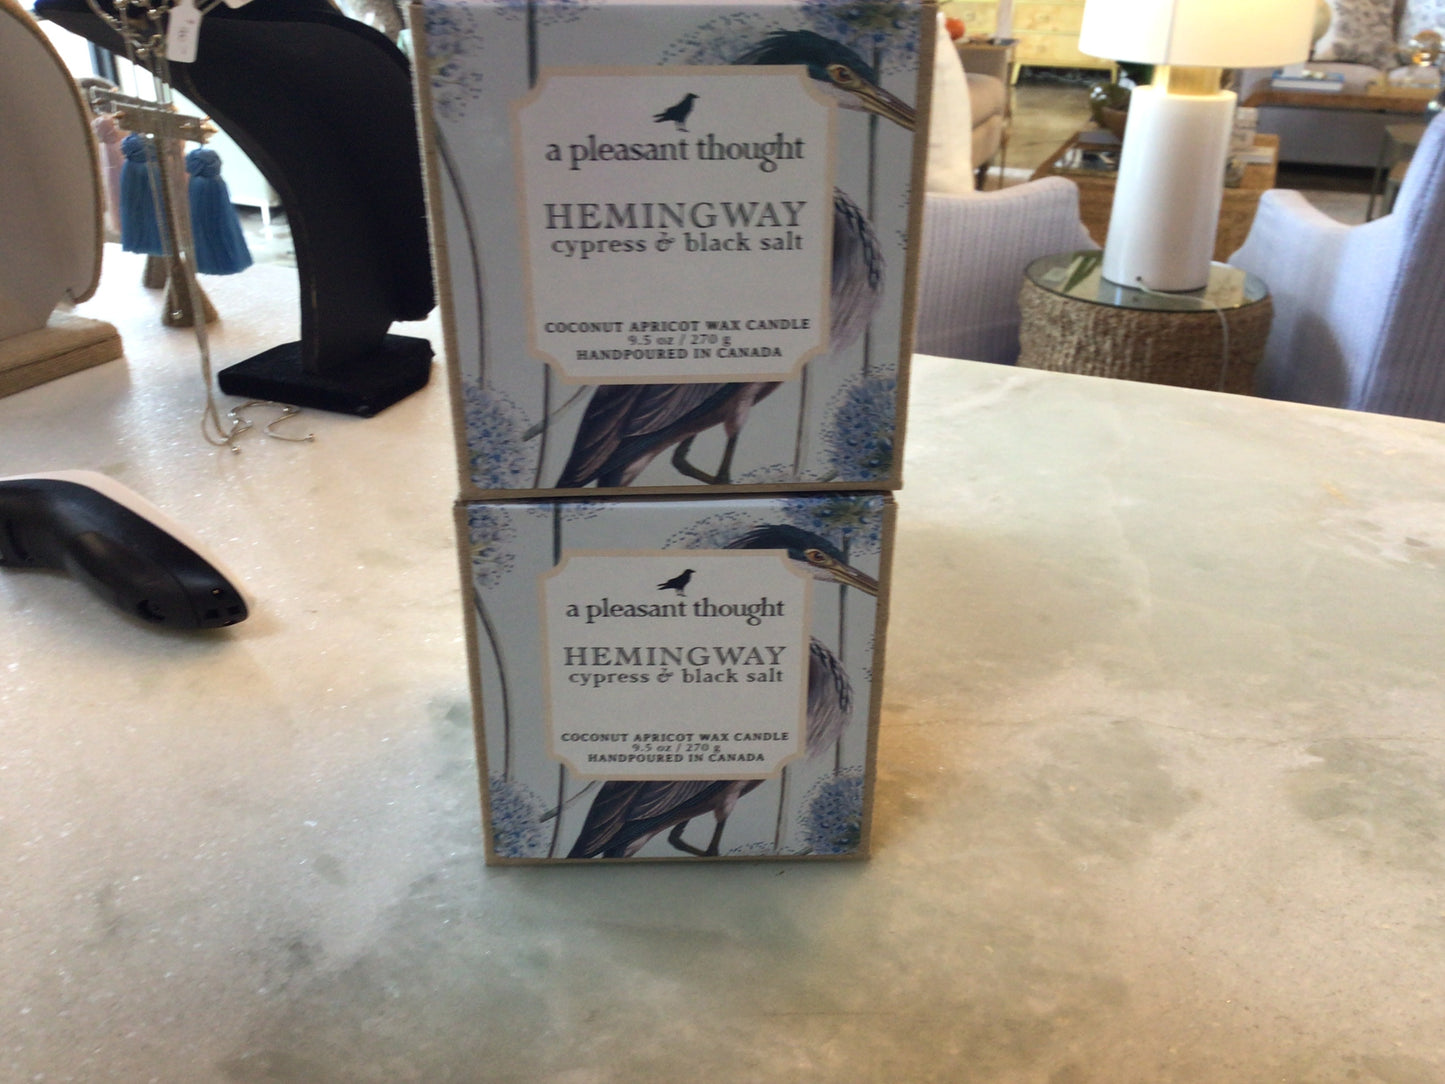 a pleasant thought
HEMINGWAY
cypress & black salt
COCONUT APRICOT WAX CANDLE
9.5 oz / 270 g
HANDPOURED IN CANADA
a pleasant thought
HEMINGWAY
cypress & black salt
COCONUT APRICOT WAX CANDLE
9.5 oz / 270 g
HANDPOURED IN CANADA